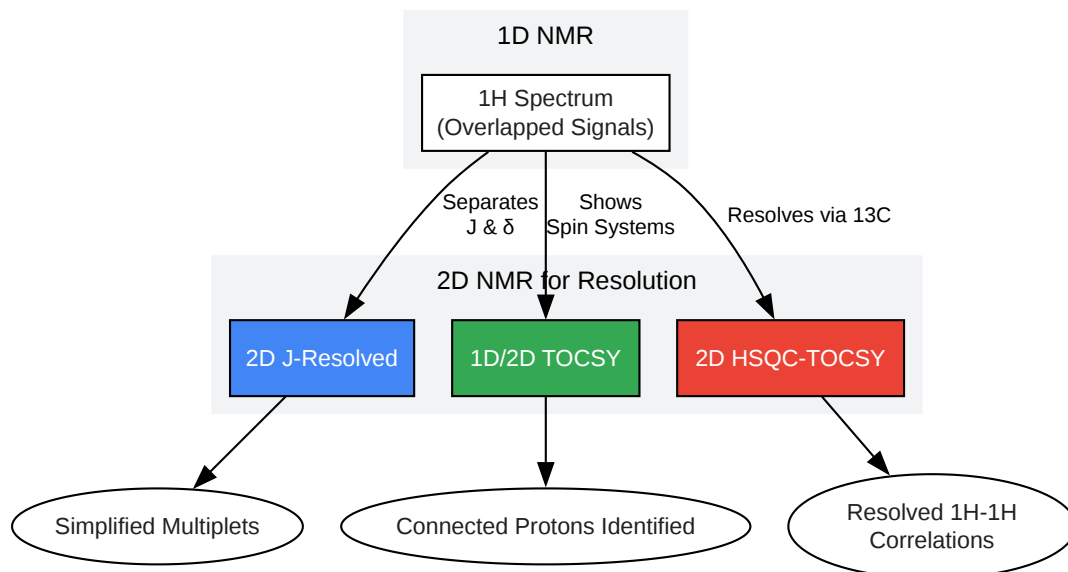 1D NMR
1H Spectrum
(Overlapped Signals)
Separates
J & δ
Shows
Spin Systems
Resolves via 13C
2D NMR for Resolution
2D J-Resolved
1D/2D TOCSY
2D HSQC-TOCSY
Simplified Multiplets
Connected Protons Identified
Resolved 1H-1H
Correlations